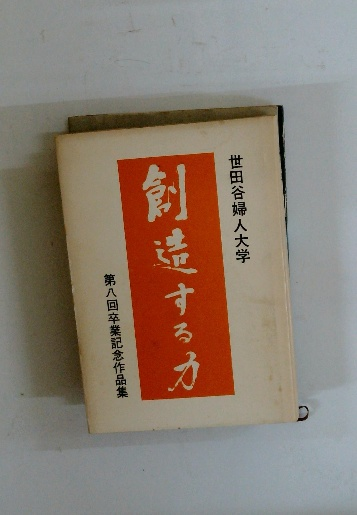 世田谷婦人大学
創造する力
第八回卒業記念作品集